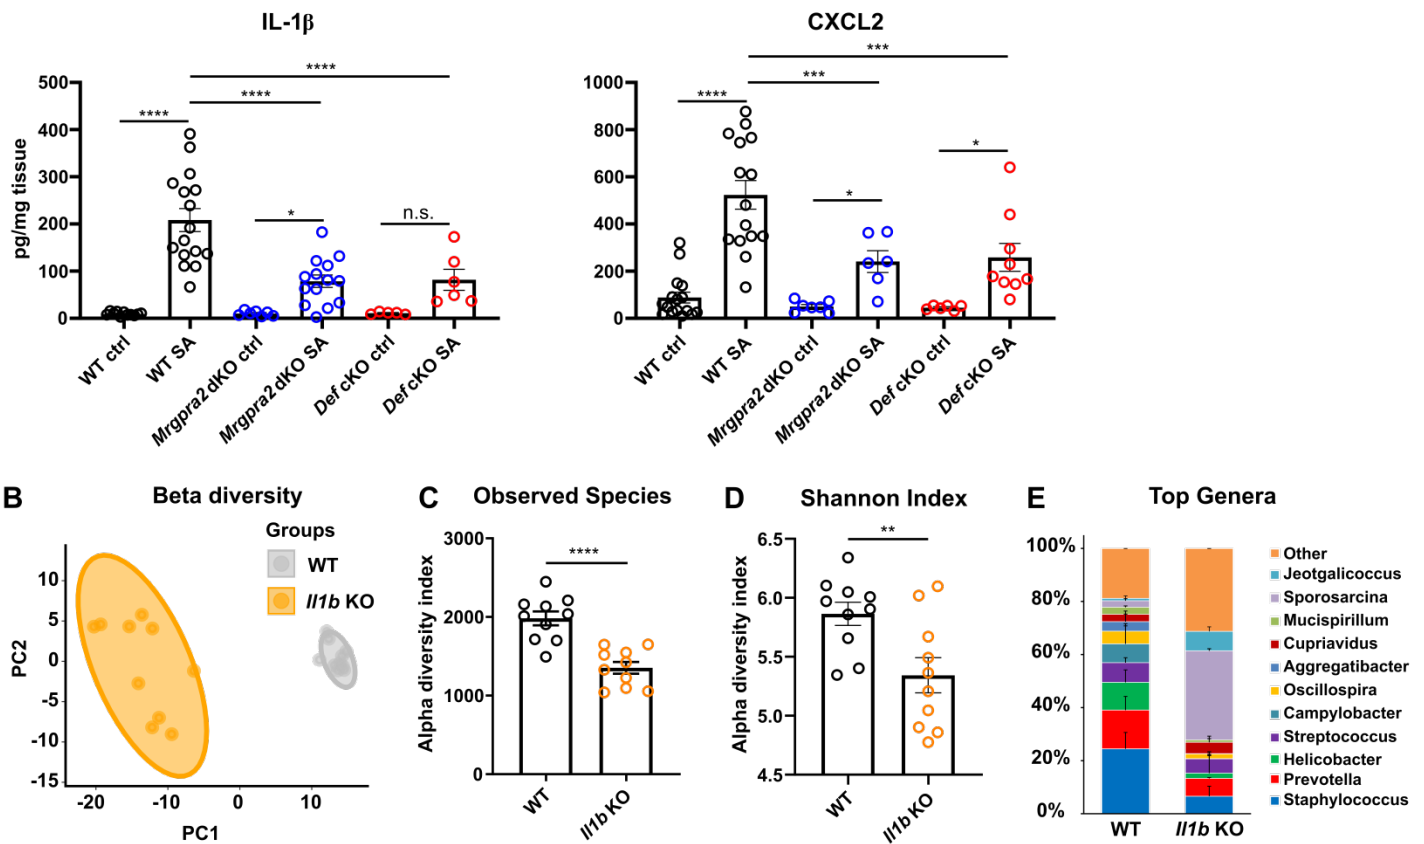 IL-1β
pg/mg tissue
500
400
300
200
100
0
****
****
****
*
n.s.
WT ctrl
WT SA
Mrgpra2 dKO ctrl
Mrgpra2 dKO SA
Def cKO ctrl
Def cKO SA
CXCL2
1000
800
600
400
200
0
***
***
****
*
*
WT ctrl
WT SA
Mrgpra2 dKO ctrl
Mrgpra2 dKO SA
Def cKO ctrl
Def cKO SA
B
Beta diversity
Groups
WT
Il1b KO
PC2
10
5
0
-5
-10
-15
-20
-10
0
10
PC1
C
Observed Species
Alpha diversity index
3000
2000
1000
0
****
WT
Il1b KO
D
Shannon Index
Alpha diversity index
6.5
6.0
5.5
5.0
4.5
**
WT
Il1b KO
E
Top Genera
100%
80%
60%
40%
20%
0%
WT
Il1b KO
Other
Jeotgalicoccus
Sporosarcina
Mucispirillum
Cupriavidus
Aggregatibacter
Oscillospira
Campylobacter
Streptococcus
Helicobacter
Prevotella
Staphylococcus